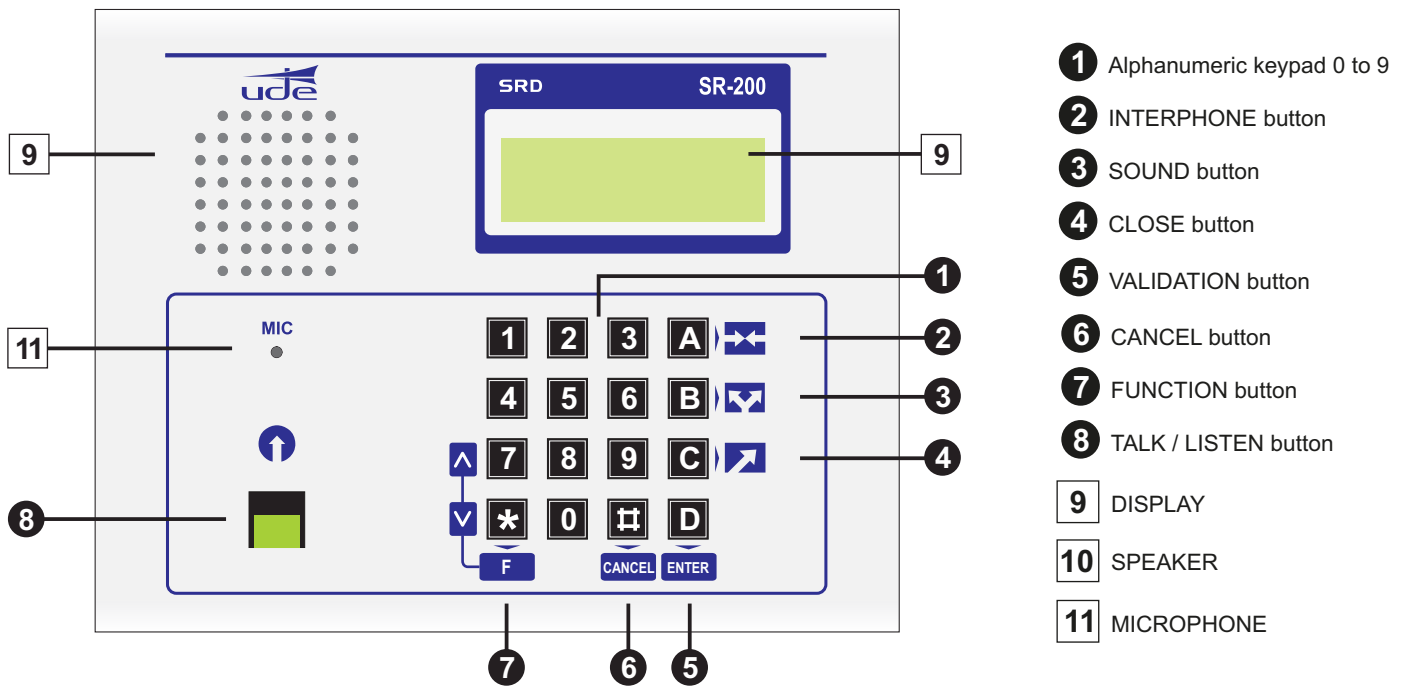 ude
SRD SR-200
9
9
1
MIC
11
1 2 3 A
2
4 5 6 B
3
7 8 9 C
4
8
* 0 # D
F CANCEL ENTER
7 6 5
1 Alphanumeric keypad 0 to 9
2 INTERPHONE button
3 SOUND button
4 CLOSE button
5 VALIDATION button
6 CANCEL button
7 FUNCTION button
8 TALK / LISTEN button
9 DISPLAY
10 SPEAKER
11 MICROPHONE